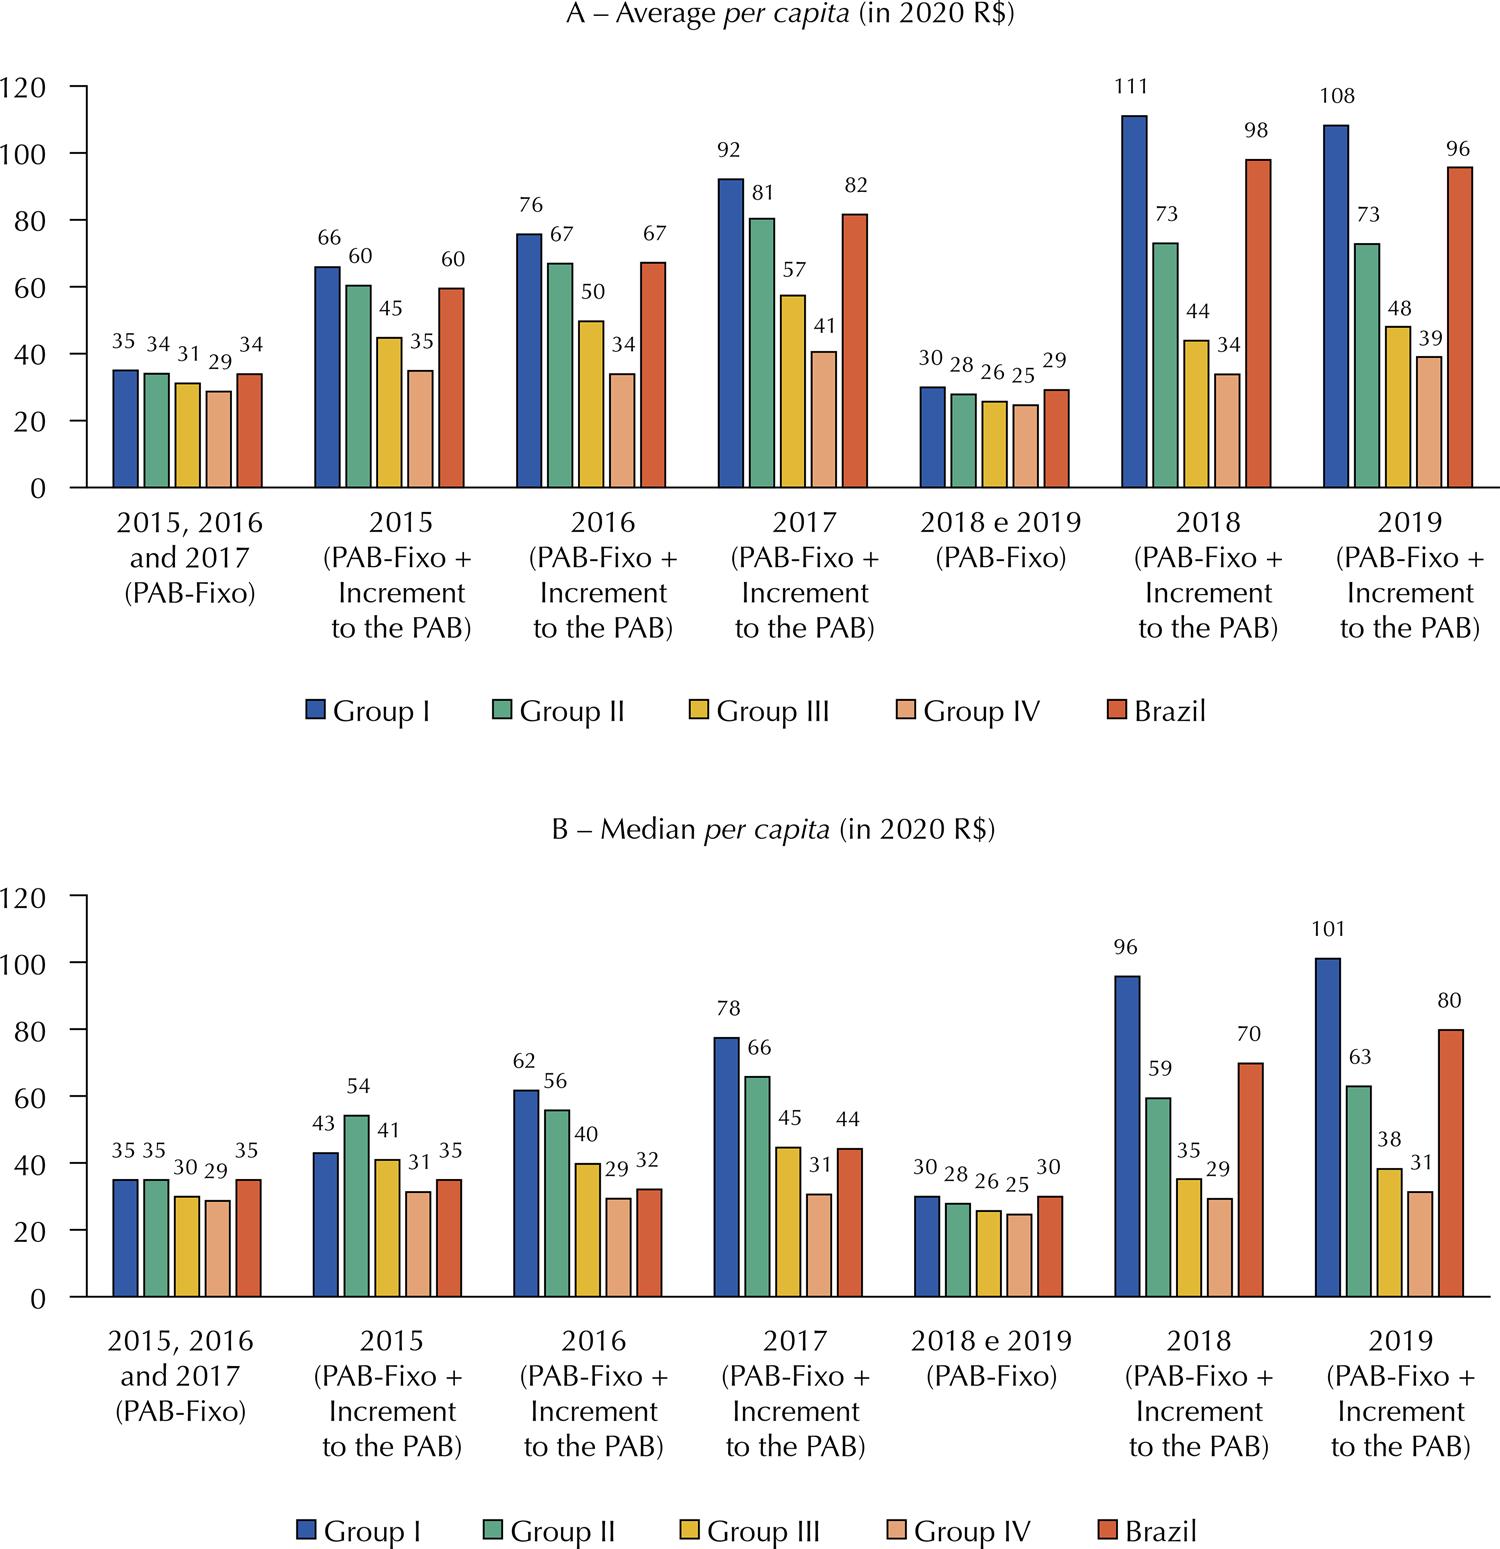 A – Average per capita (in 2020 R$)
120
100
80
60
40
20
0
35 34 31 29 34
66 60 45 35 60
76 67 50 34 67
92 81 57 41 82
30 28 26 25 29
111 73 44 34 98
108 73 48 39 96
2015, 2016
and 2017
(PAB-Fixo)
2015
(PAB-Fixo +
Increment
to the PAB)
2016
(PAB-Fixo +
Increment
to the PAB)
2017
(PAB-Fixo +
Increment
to the PAB)
2018 e 2019
(PAB-Fixo)
2018
(PAB-Fixo +
Increment
to the PAB)
2019
(PAB-Fixo +
Increment
to the PAB)
Group I Group II Group III Group IV Brazil
B – Median per capita (in 2020 R$)
120
100
80
60
40
20
0
35 35 30 29 35
43 54 41 31 35
62 56 40 29 32
78 66 45 31 44
30 28 26 25 30
96 59 35 29 70
101 63 38 31 80
2015, 2016
and 2017
(PAB-Fixo)
2015
(PAB-Fixo +
Increment
to the PAB)
2016
(PAB-Fixo +
Increment
to the PAB)
2017
(PAB-Fixo +
Increment
to the PAB)
2018 e 2019
(PAB-Fixo)
2018
(PAB-Fixo +
Increment
to the PAB)
2019
(PAB-Fixo +
Increment
to the PAB)
Group I Group II Group III Group IV Brazil